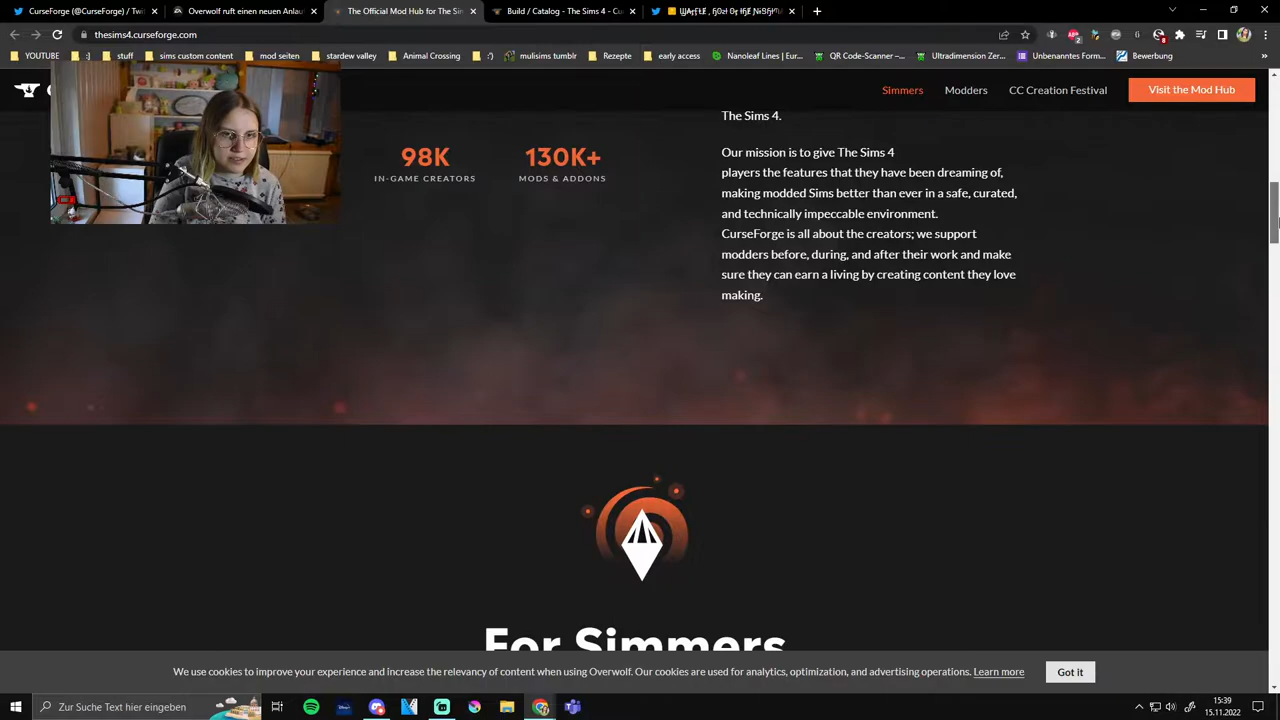 CurseForge (@CurseForge) / Twit
Overwolf ruft einen neuen Anlau
The Official Mod Hub for The Sim
Build / Catalog - The Sims 4 - Cu
thesims4.curseforge.com
YOUTUBE
:)
stuff
sims custom content
mod seiten
stardew valley
Animal Crossing
:)
mulisims tumblr
Rezepte
early access
Nanoleaf Lines | Eur...
QR Code-Scanner –...
Ultradimension Zer...
Unbenanntes Form...
Bewerbung
Simmers
Modders
CC Creation Festival
Visit the Mod Hub
The Sims 4.
98K
IN-GAME CREATORS
130K+
MODS & ADDONS
Our mission is to give The Sims 4
players the features that they have been dreaming of,
making modded Sims better than ever in a safe, curated,
and technically impeccable environment.
CurseForge is all about the creators; we support
modders before, during, and after their work and make
sure they can earn a living by creating content they love
making.
For Simmers
We use cookies to improve your experience and increase the relevancy of content when using Overwolf. Our cookies are used for analytics, optimization, and advertising operations. Learn more
Got it
Zur Suche Text hier eingeben
15:39
15.11.2022